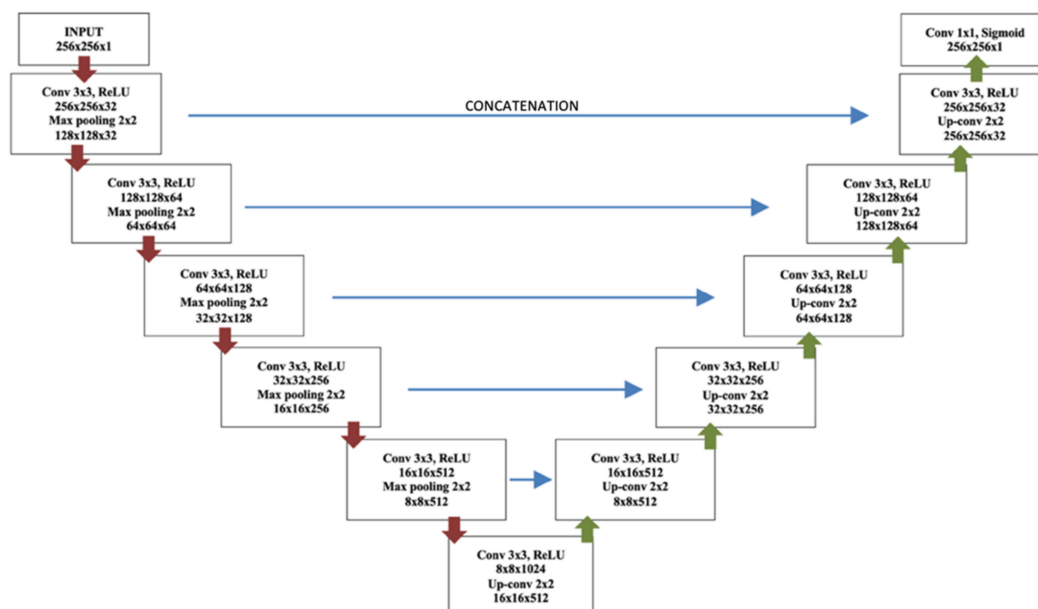 INPUT
256x256x1
Conv 3x3, ReLU
256x256x32
Max pooling 2x2
128x128x32
Conv 3x3, ReLU
128x128x64
Max pooling 2x2
64x64x64
Conv 3x3, ReLU
64x64x128
Max pooling 2x2
32x32x128
Conv 3x3, ReLU
32x32x256
Max pooling 2x2
16x16x256
Conv 3x3, ReLU
16x16x512
Max pooling 2x2
8x8x512
Conv 3x3, ReLU
8x8x1024
Up-conv 2x2
16x16x512
Conv 3x3, ReLU
16x16x512
Up-conv 2x2
8x8x512
Conv 3x3, ReLU
32x32x256
Up-conv 2x2
32x32x256
Conv 3x3, ReLU
64x64x128
Up-conv 2x2
64x64x128
Conv 3x3, ReLU
128x128x64
Up-conv 2x2
128x128x64
Conv 3x3, ReLU
256x256x32
Up-conv 2x2
256x256x32
Conv 1x1, Sigmoid
256x256x1
CONCATENATION